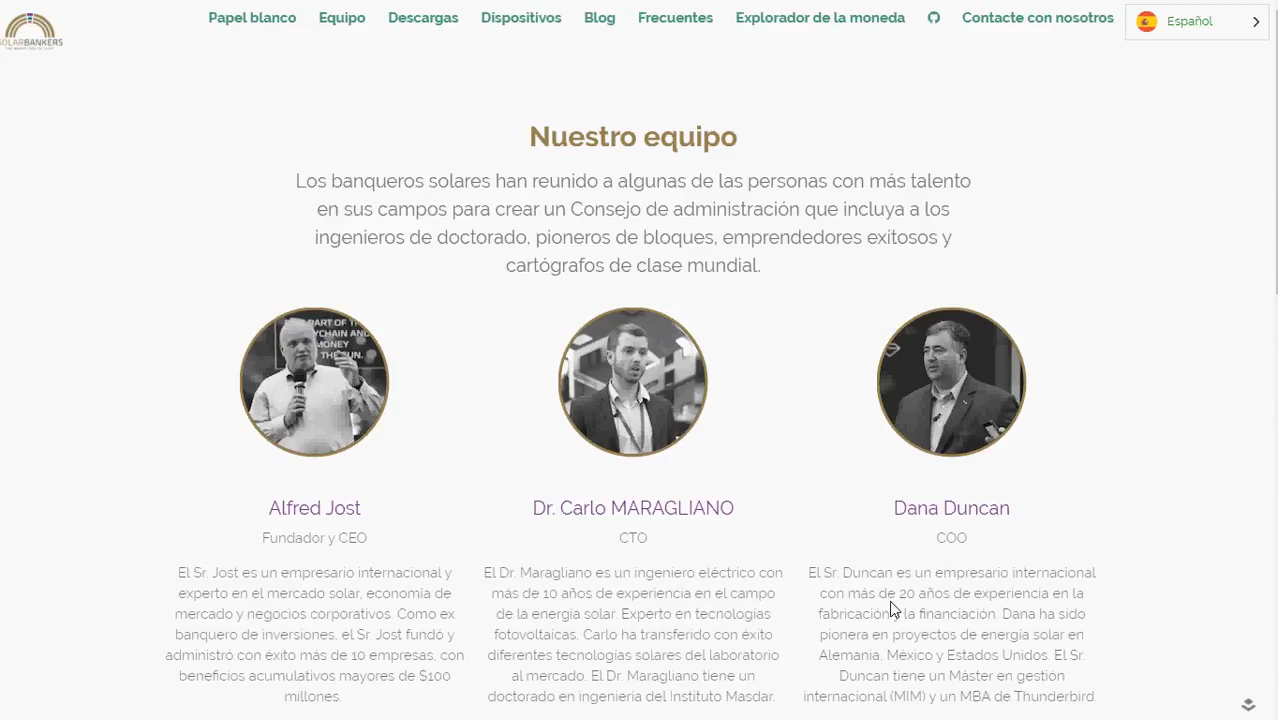 Papel blanco Equipo Descargas Dispositivos Blog Frecuentes Explorador de la moneda Contacte con nosotros Español
SOLARBANKERS
Nuestro equipo
Los banqueros solares han reunido a algunas de las personas con más talento
en sus campos para crear un Consejo de administración que incluya a los
ingenieros de doctorado, pioneros de bloques, emprendedores exitosos y
cartógrafos de clase mundial.
PART OF
CHAIN AND
MONEY
THE SUN.
Alfred Jost
Fundador y CEO
El Sr. Jost es un empresario internacional y
experto en el mercado solar, economía de
mercado y negocios corporativos. Como ex
banquero de inversiones, el Sr. Jost fundó y
administró con éxito más de 10 empresas, con
beneficios acumulativos mayores de $100
millones.
Dr. Carlo MARAGLIANO
CTO
El Dr. Maragliano es un ingeniero eléctrico con
más de 10 años de experiencia en el campo
de la energía solar. Experto en tecnologías
fotovoltaicas, Carlo ha transferido con éxito
diferentes tecnologías solares del laboratorio
al mercado. El Dr. Maragliano tiene un
doctorado en ingeniería del Instituto Masdar.
Dana Duncan
COO
El Sr. Duncan es un empresario internacional
con más de 20 años de experiencia en la
fabricación la financiación. Dana ha sido
pionera en proyectos de energía solar en
Alemania, México y Estados Unidos. El Sr.
Duncan tiene un Máster en gestión
internacional (MIM) y un MBA de Thunderbird.